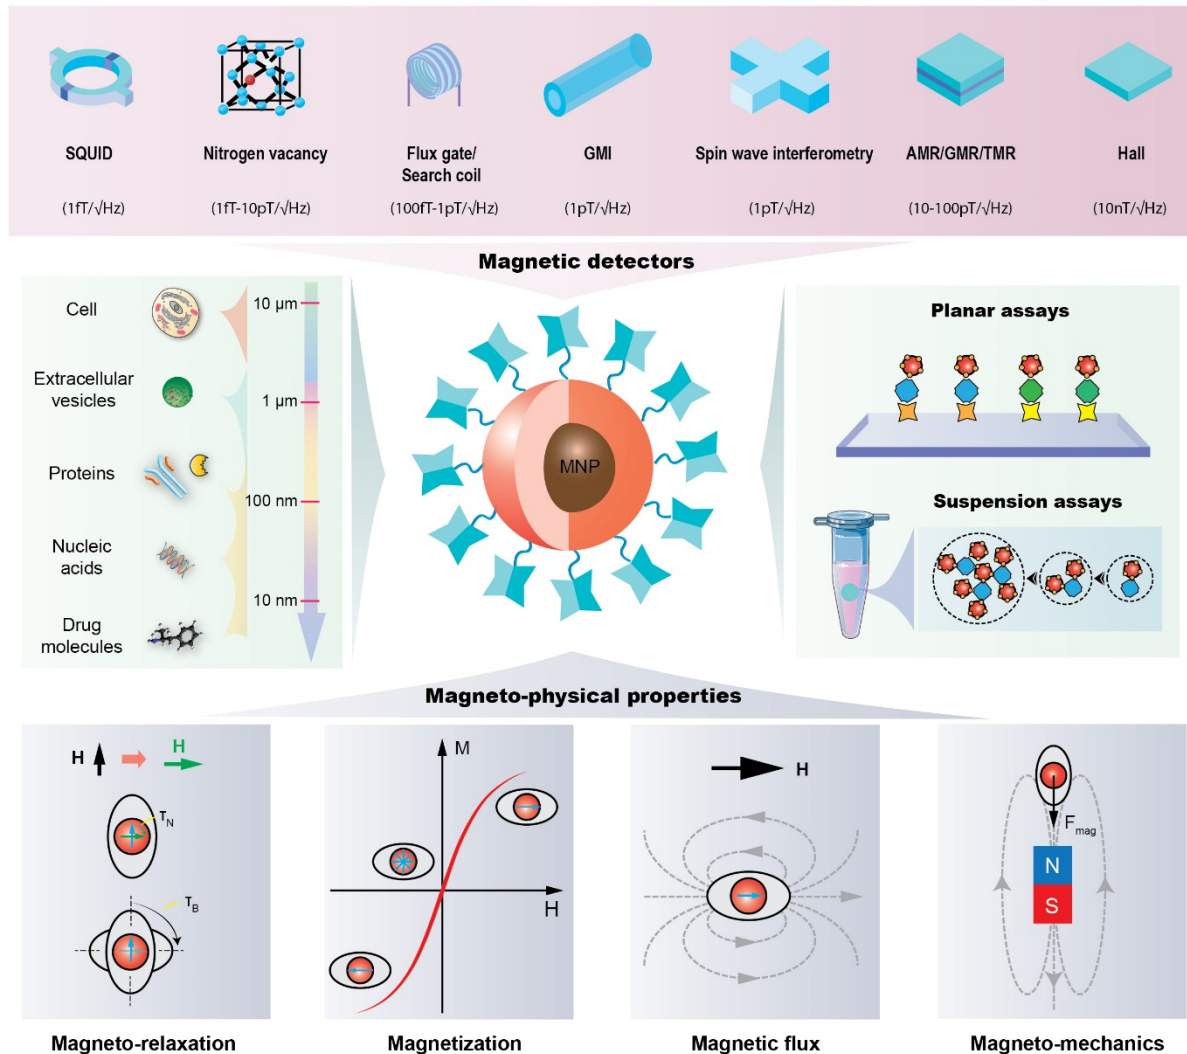 SQUID
Nitrogen vacancy
Flux gate/
Search coil
GMI
Spin wave interferometry
AMR/GMR/TMR
Hall
(1fT/√Hz)
(1fT-10pT/√Hz)
(100fT-1pT/√Hz)
(1pT/√Hz)
(1pT/√Hz)
(10-100pT/√Hz)
(10nT/√Hz)
Magnetic detectors
Cell
Extracellular
vesicles
Proteins
Nucleic
acids
Drug
molecules
10 µm
1 µm
100 nm
10 nm
MNP
Planar assays
Suspension assays
Magneto-physical properties
H
H
τN
τB
Magneto-relaxation
M
H
Magnetization
H
Magnetic flux
Fmag
N
S
Magneto-mechanics